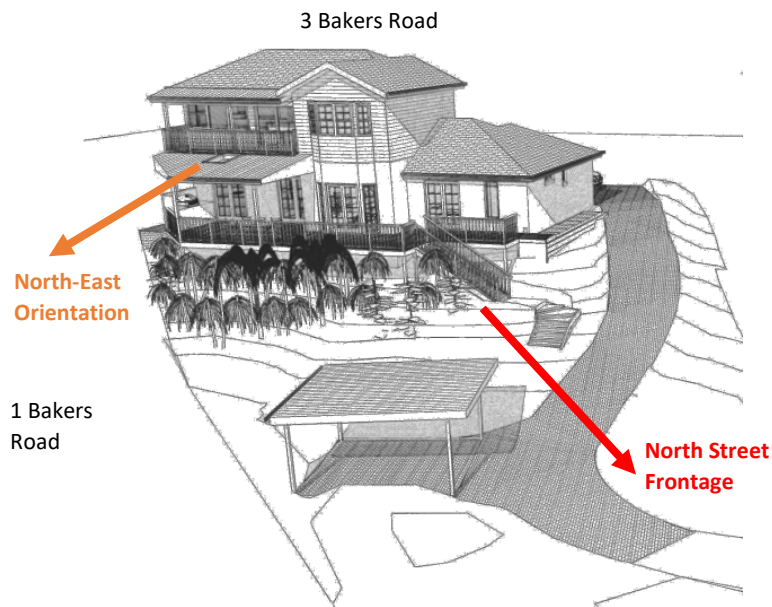 3 Bakers Road
North-East
Orientation
1 Bakers
Road
North Street
Frontage